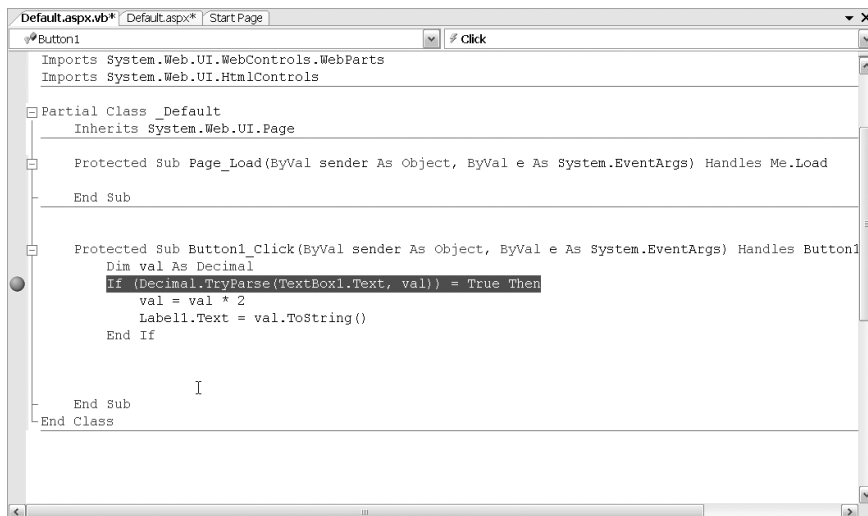 Default.aspx.vb* Default.aspx* Start Page
Button1 Click
Imports System.Web.UI.WebControls.WebParts
Imports System.Web.UI.HtmlControls
Partial Class _Default
Inherits System.Web.UI.Page
Protected Sub Page_Load(ByVal sender As Object, ByVal e As System.EventArgs) Handles Me.Load
End Sub
Protected Sub Button1_Click(ByVal sender As Object, ByVal e As System.EventArgs) Handles Button1
Dim val As Decimal
If (Decimal.TryParse(TextBox1.Text, val)) = True Then
val = val * 2
Label1.Text = val.ToString()
End If
End Sub
End Class